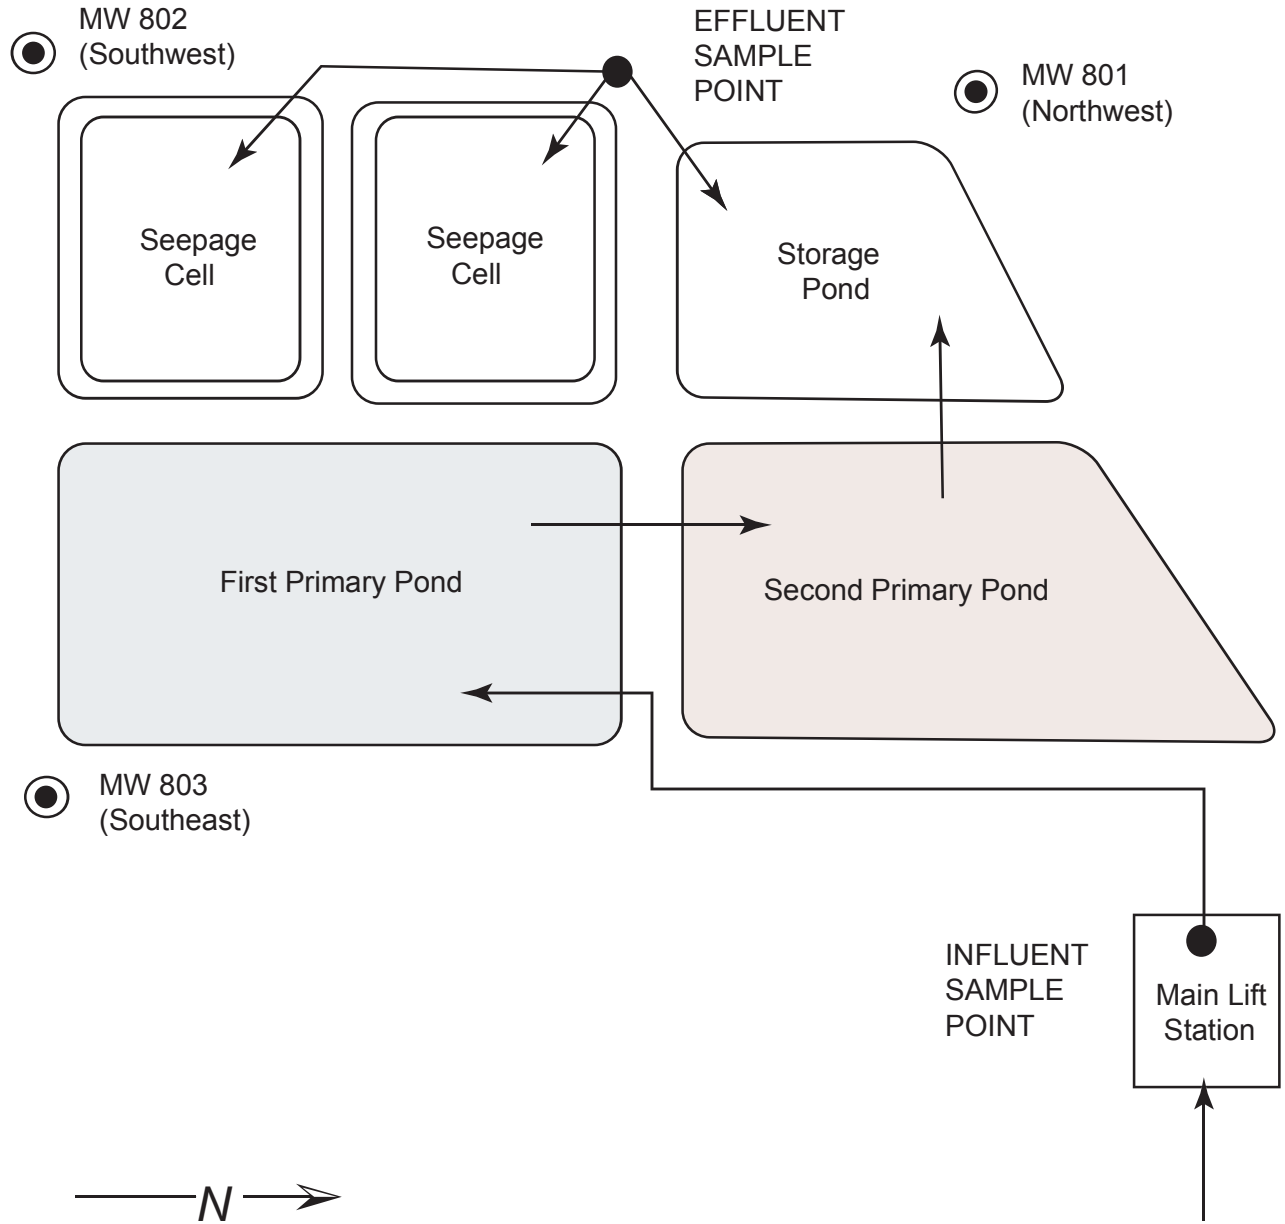 MW 802
(Southwest)
EFFLUENT
SAMPLE
POINT
MW 801
(Northwest)
Seepage
Cell
Seepage
Cell
Storage
Pond
First Primary Pond
Second Primary Pond
MW 803
(Southeast)
INFLUENT
SAMPLE
POINT
Main Lift
Station
N